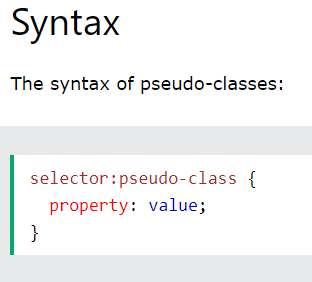 Syntax
The syntax of pseudo-classes:
selector:pseudo-class {
  property: value;
}